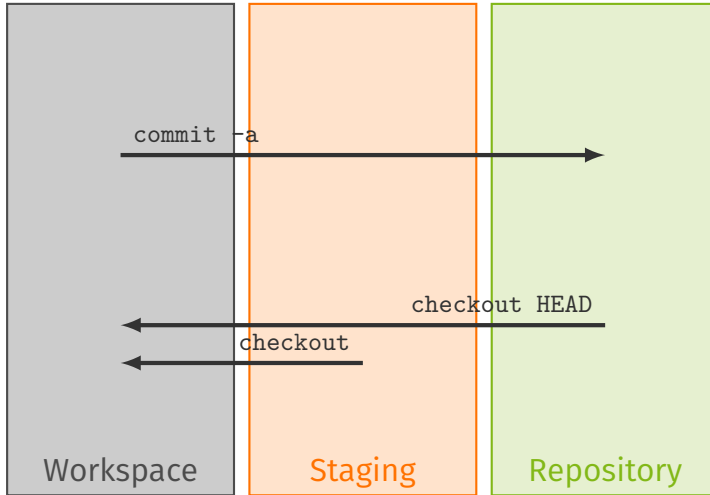 commit -a
checkout HEAD
checkout
Workspace
Staging
Repository